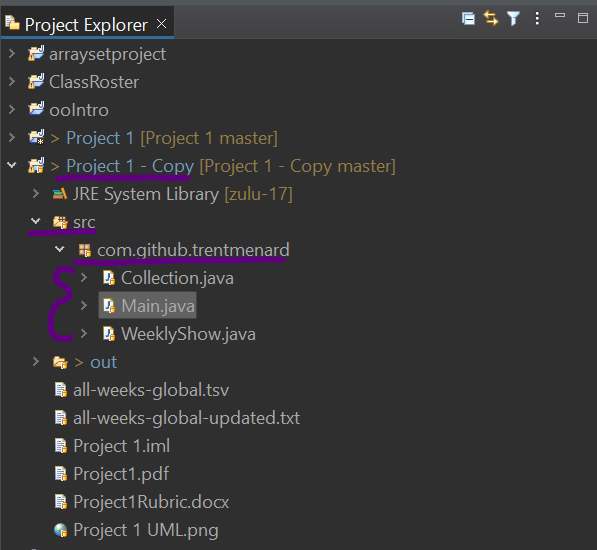 Project Explorer
arraysetproject
ClassRoster
ooIntro
> Project 1 [Project 1 master]
> Project 1 - Copy [Project 1 - Copy master]
JRE System Library [zulu-17]
src
com.github.trentmenard
Collection.java
Main.java
WeeklyShow.java
> out
all-weeks-global.tsv
all-weeks-global-updated.txt
Project 1.iml
Project1.pdf
Project1Rubric.docx
Project 1 UML.png